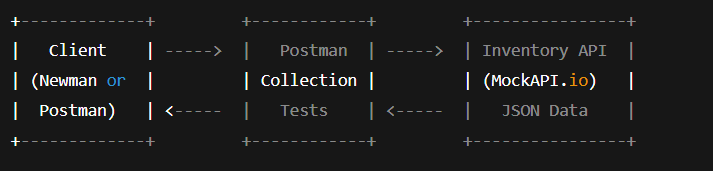 +------------+         +------------+         +---------------+
|   Client   | ----->  |   Postman  | ----->  | Inventory API  |
| (Newman or  |         | Collection |         | (MockAPI.io)   |
|  Postman)  | <-----  |   Tests    | <-----  |   JSON Data    |
+------------+         +------------+         +---------------+